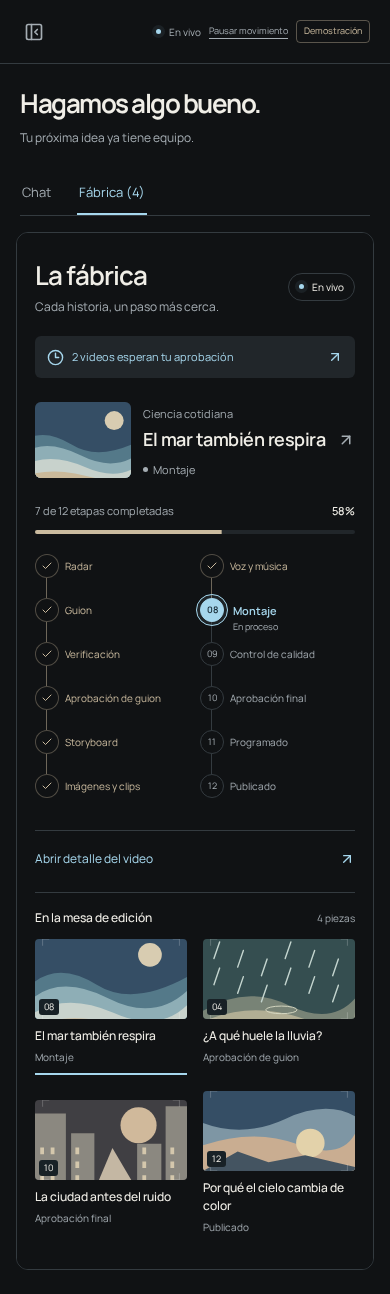 En vivo Pausar movimiento Demostración
Hagamos algo bueno.
Tu próxima idea ya tiene equipo.
Chat Fábrica (4)
La fábrica
En vivo
Cada historia, un paso más cerca.
2 videos esperan tu aprobación
Ciencia cotidiana
El mar también respira
Montaje
7 de 12 etapas completadas 58%
Radar
Guion
Verificación
Aprobación de guion
Storyboard
Imágenes y clips
Voz y música
08 Montaje
En proceso
09 Control de calidad
10 Aprobación final
11 Programado
12 Publicado
Abrir detalle del video
En la mesa de edición 4 piezas
08
El mar también respira
Montaje
04
¿A qué huele la lluvia?
Aprobación de guion
10
La ciudad antes del ruido
Aprobación final
12
Por qué el cielo cambia de
color
Publicado